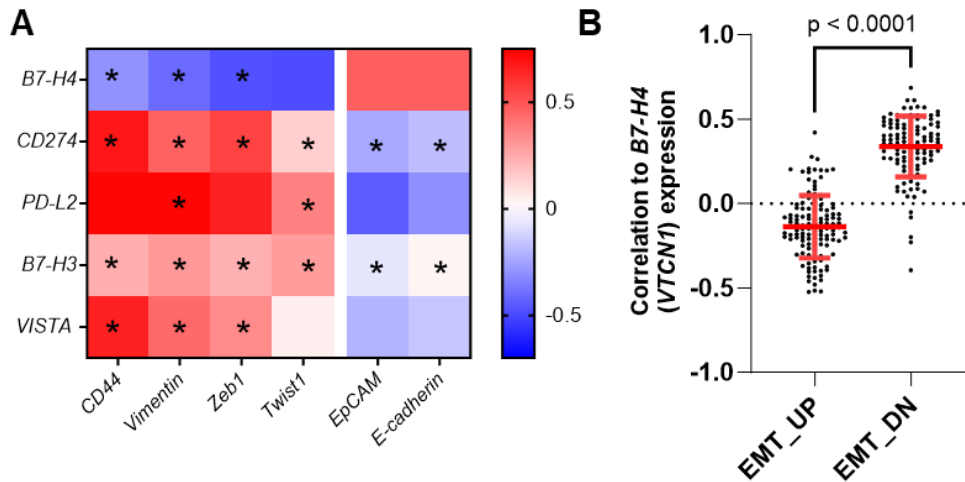 A
B7-H4
CD274
PD-L2
B7-H3
VISTA
* * *
* * * * * *
* *
* * * * * *
* * *
CD44
Vimentin
Zeb1
Twist1
EpCAM
E-cadherin
0.5
0
-0.5
B
p < 0.0001
Correlation to B7-H4
(VTCN1) expression
1.0
0.5
0.0
-0.5
-1.0
EMT_UP
EMT_DN